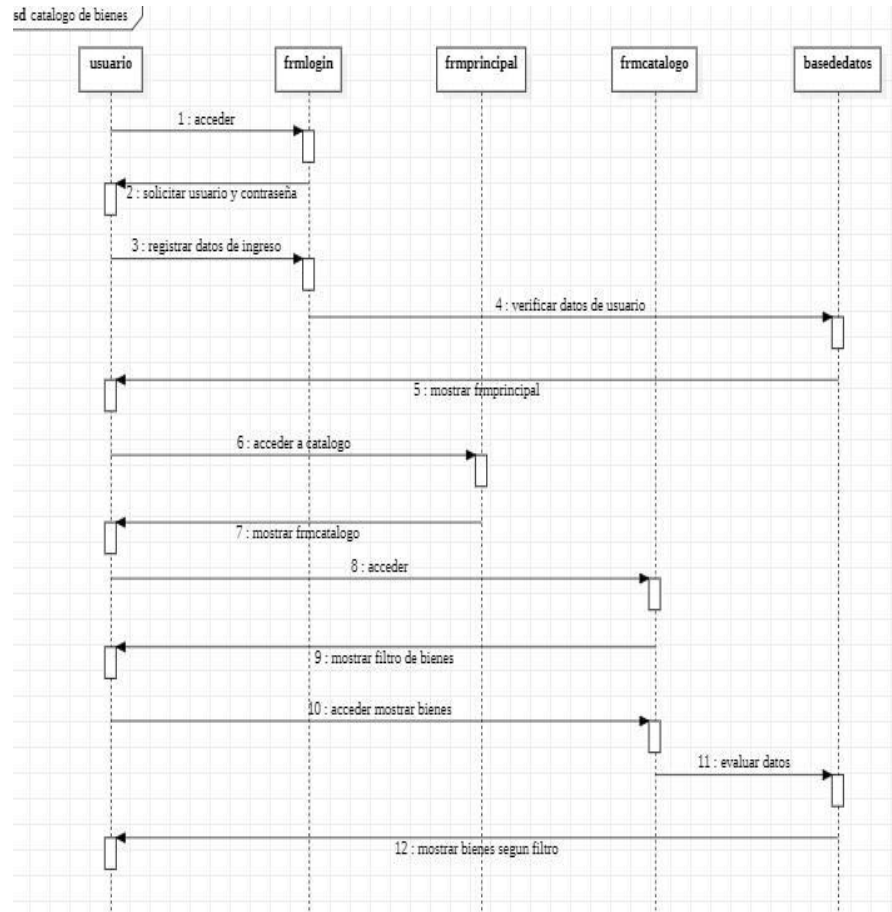 sd catalogo de bienes
usuario
frmlogin
frmprincipal
frmcatalogo
basededatos
1 : acceder
2 : solicitar usuario y contraseña
3 : registrar datos de ingreso
4 : verificar datos de usuario
5 : mostrar frmprincipal
6 : acceder a catalogo
7 : mostrar frmcatalogo
8 : acceder
9 : mostrar filtro de bienes
10 : acceder mostrar bienes
11 : evaluar datos
12 : mostrar bienes segun filtro